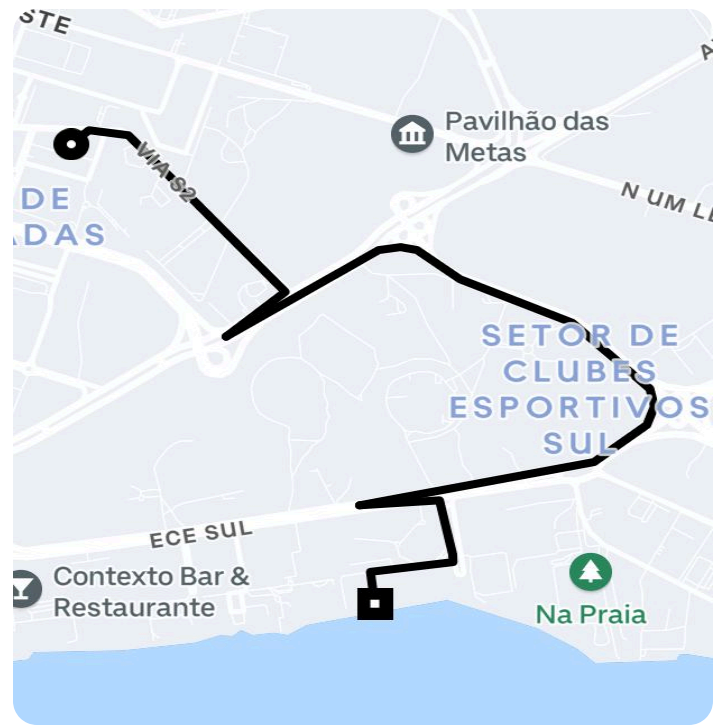 STE
VIA S2
Pavilhão das
Metas
N UM LE
DE
ADAS
SETOR DE
CLUBES
ESPORTIVOS
SUL
ECE SUL
Contexto Bar &
Restaurante
Na Praia